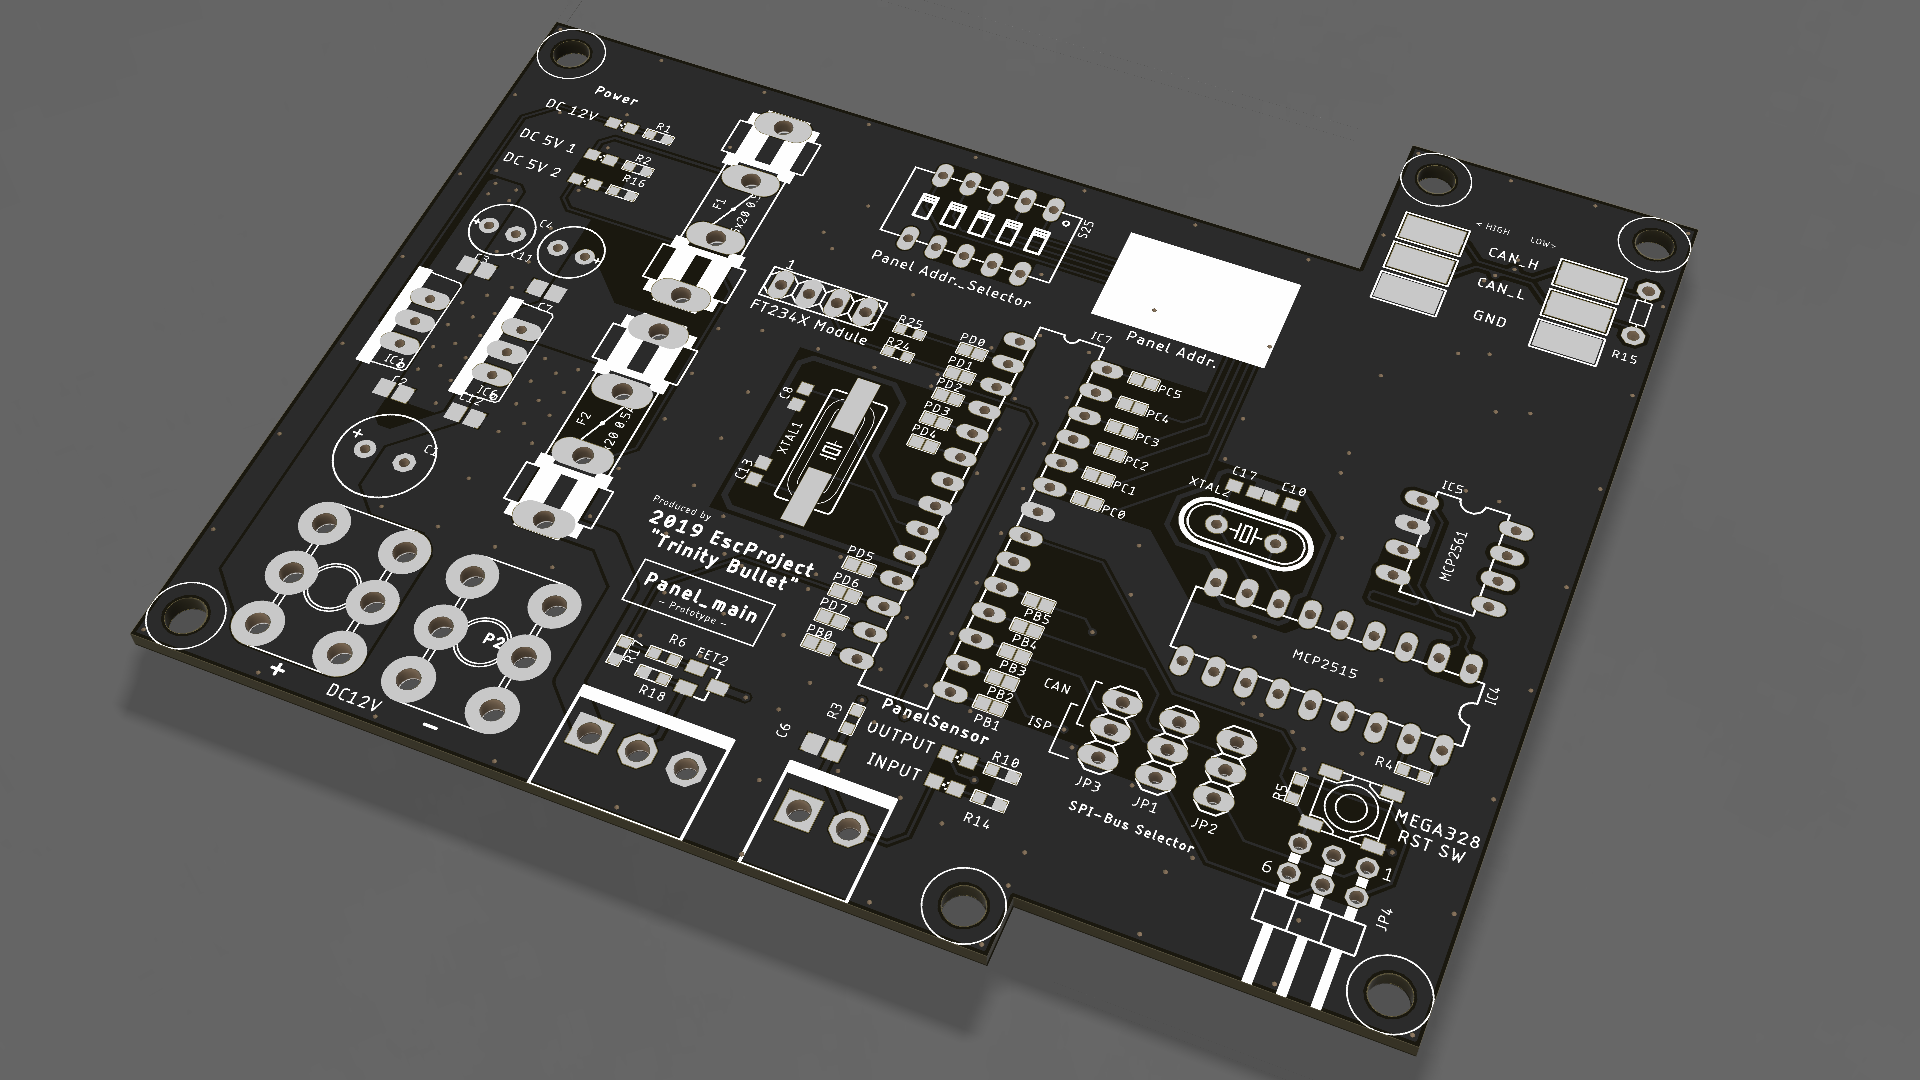 Power
DC 12V
R1
DC 5V 1
R2
DC 5V 2
R16
C4
C11
C3
C7
IC6
C12
F1
F2
S25
Panel Addr._Selector
1
FT234X Module
R25
R24
IC7
Panel Addr.
< HIGH
LOW>
CAN_H
CAN_L
GND
R15
PD0
PD1
PD2
PD3
PD4
PC5
PC4
PC3
PC2
PC1
PC0
C8
XTAL1
C13
XTAL2
C17
C10
IC5
MCP2561
Produced by
2019 EscProject
"Trinity Bullet"
Panel_main
- Prototype -
PD5
PD6
PD7
PB0
PB5
PB4
PB3
PB2
PB1
MCP2515
IC4
P2
+
DC12V
-
R17
R6
FET2
R18
C6
R3
PanelSensor
OUTPUT
INPUT
R10
R14
CAN
ISP
JP3
JP1
JP2
SPI-Bus Selector
R4
R5
MEGA328
RST SW
6
1
JP4